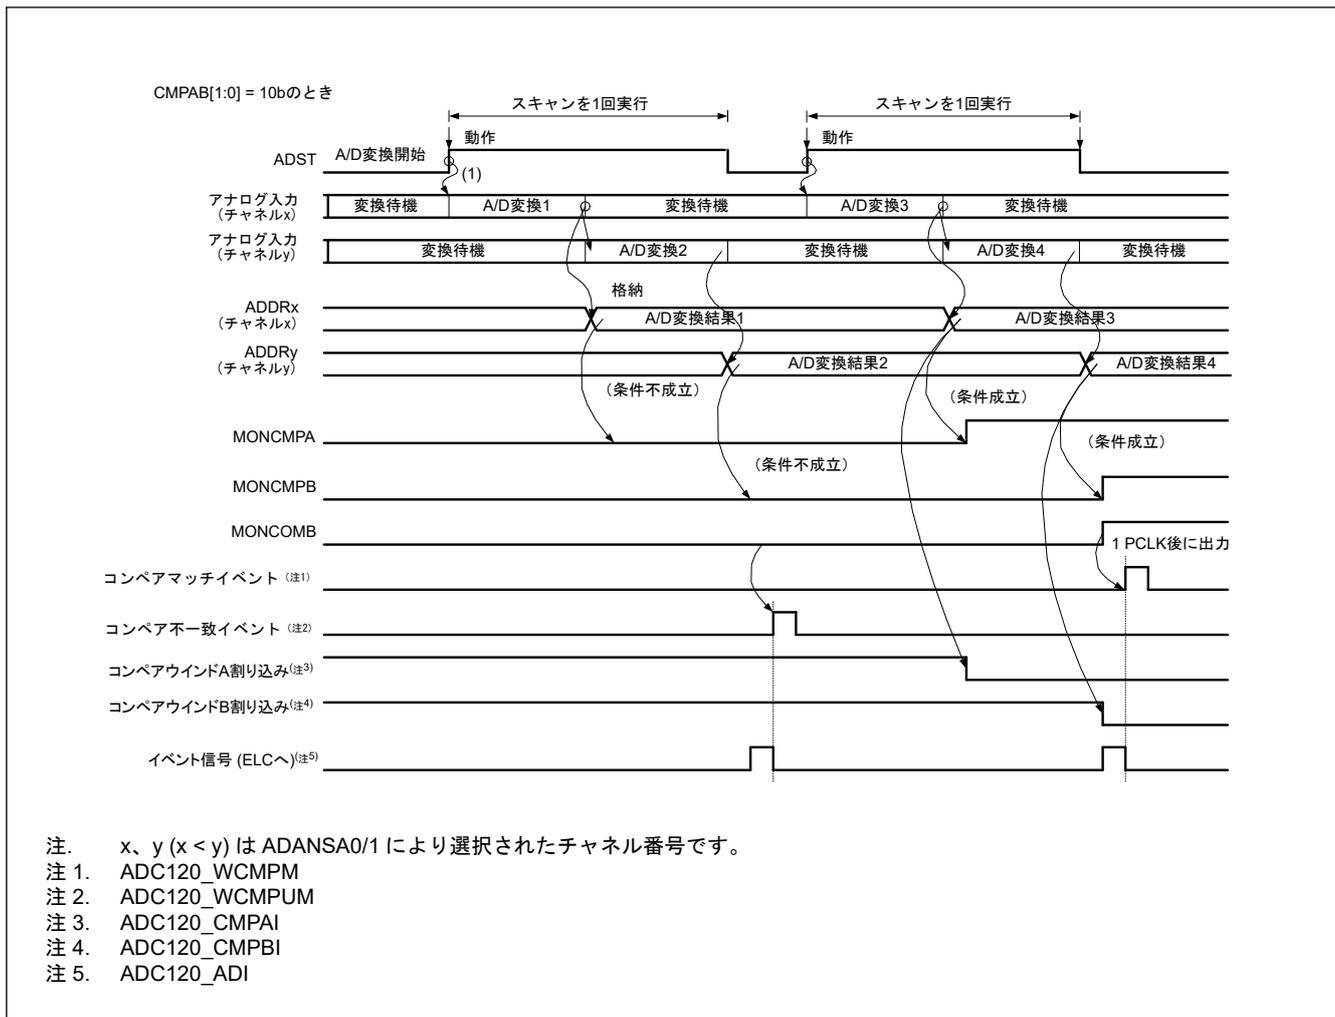 CMPAB[1:0] = 10bのとき
スキャンを1回実行 スキャンを1回実行
動作 動作
ADST A/D変換開始
(1)
アナログ入力
(チャネルx)
変換待機 A/D変換1 変換待機 A/D変換3 変換待機
アナログ入力
(チャネルy)
変換待機 A/D変換2 変換待機 A/D変換4 変換待機
格納
ADDRx
(チャネルx)
A/D変換結果1 A/D変換結果3
ADDRy
(チャネルy)
A/D変換結果2 A/D変換結果4
(条件不成立) (条件成立)
MONCMPA
(条件成立)
(条件不成立)
MONCMPB
MONCOMB
1 PCLK後に出力
コンペアマッチイベント (注1)
コンペア不一致イベント (注2)
コンペアウインドA割り込み(注3)
コンペアウインドB割り込み(注4)
イベント信号 (ELCへ)(注5)
注. x、y (x < y) は ADANSA0/1 により選択されたチャネル番号です。
注 1. ADC120_WCMPM
注 2. ADC120_WCMPUM
注 3. ADC120_CMPAI
注 4. ADC120_CMPBI
注 5. ADC120_ADI